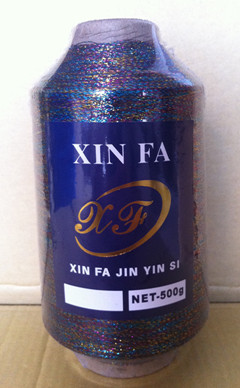 XIN FA
XF
XIN FA JIN YIN SI
NET-500g